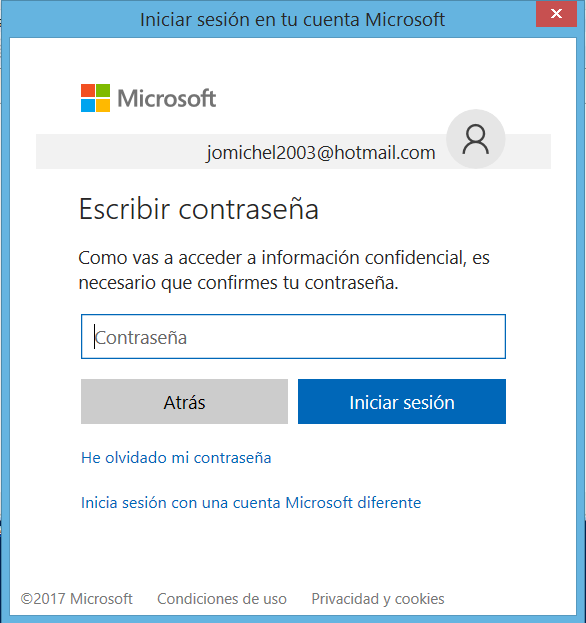 Iniciar sesión en tu cuenta Microsoft
Microsoft
jomichel2003@hotmail.com
Escribir contraseña
Como vas a acceder a información confidencial, es
necesario que confirmes tu contraseña.
Contraseña
Atrás
Iniciar sesión
He olvidado mi contraseña
Inicia sesión con una cuenta Microsoft diferente
©2017 Microsoft Condiciones de uso Privacidad y cookies